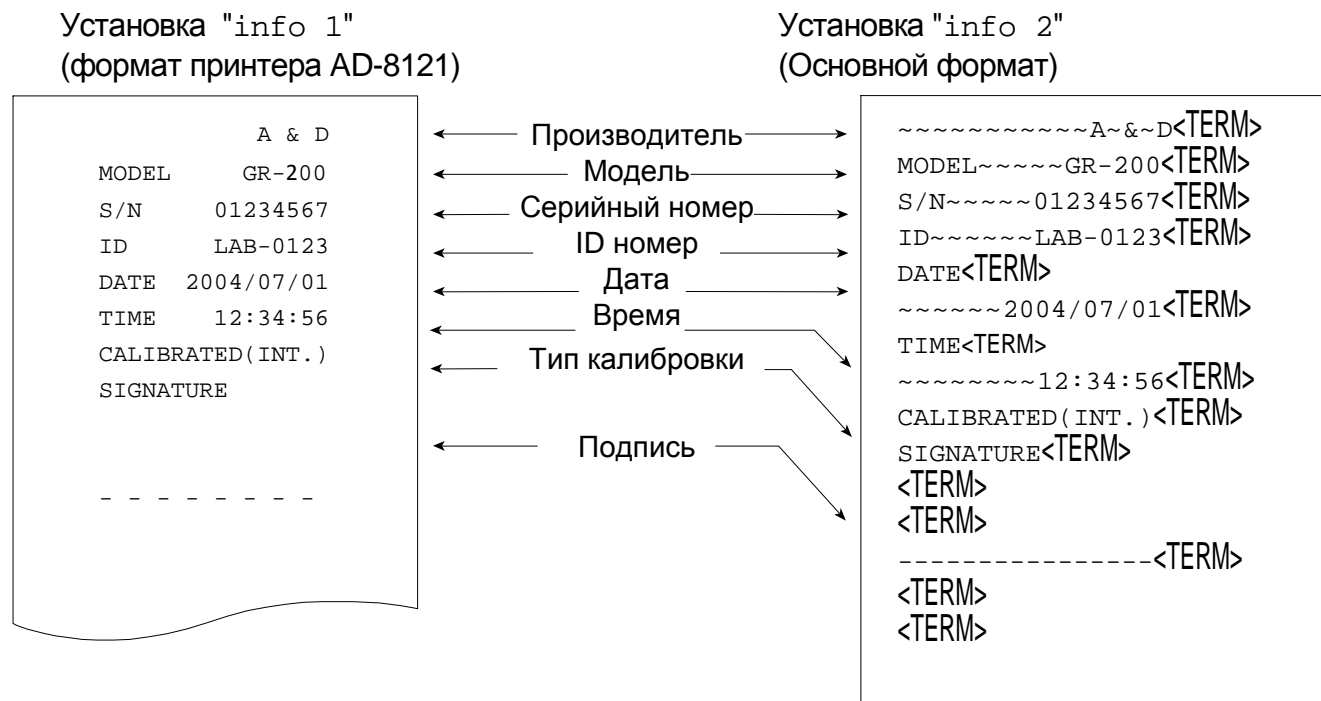 Установка "info 1"
(формат принтера AD-8121)
A & D
MODEL GR-200
S/N 01234567
ID LAB-0123
DATE 2004/07/01
TIME 12:34:56
CALIBRATED(INT.)
SIGNATURE
- - - - - - - -
Производитель
Модель
Серийный номер
ID номер
Дата
Время
Тип калибровки
Подпись
Установка "info 2"
(Основной формат)
~~~~~~~~~~~A~&~D<TERM>
MODEL~~~~~GR-200<TERM>
S/N~~~~~01234567<TERM>
ID~~~~~~LAB-0123<TERM>
DATE<TERM>
~~~~~~2004/07/01<TERM>
TIME<TERM>
~~~~~~~~12:34:56<TERM>
CALIBRATED(INT.)<TERM>
SIGNATURE<TERM>
<TERM>
<TERM>
----------------<TERM>
<TERM>
<TERM>